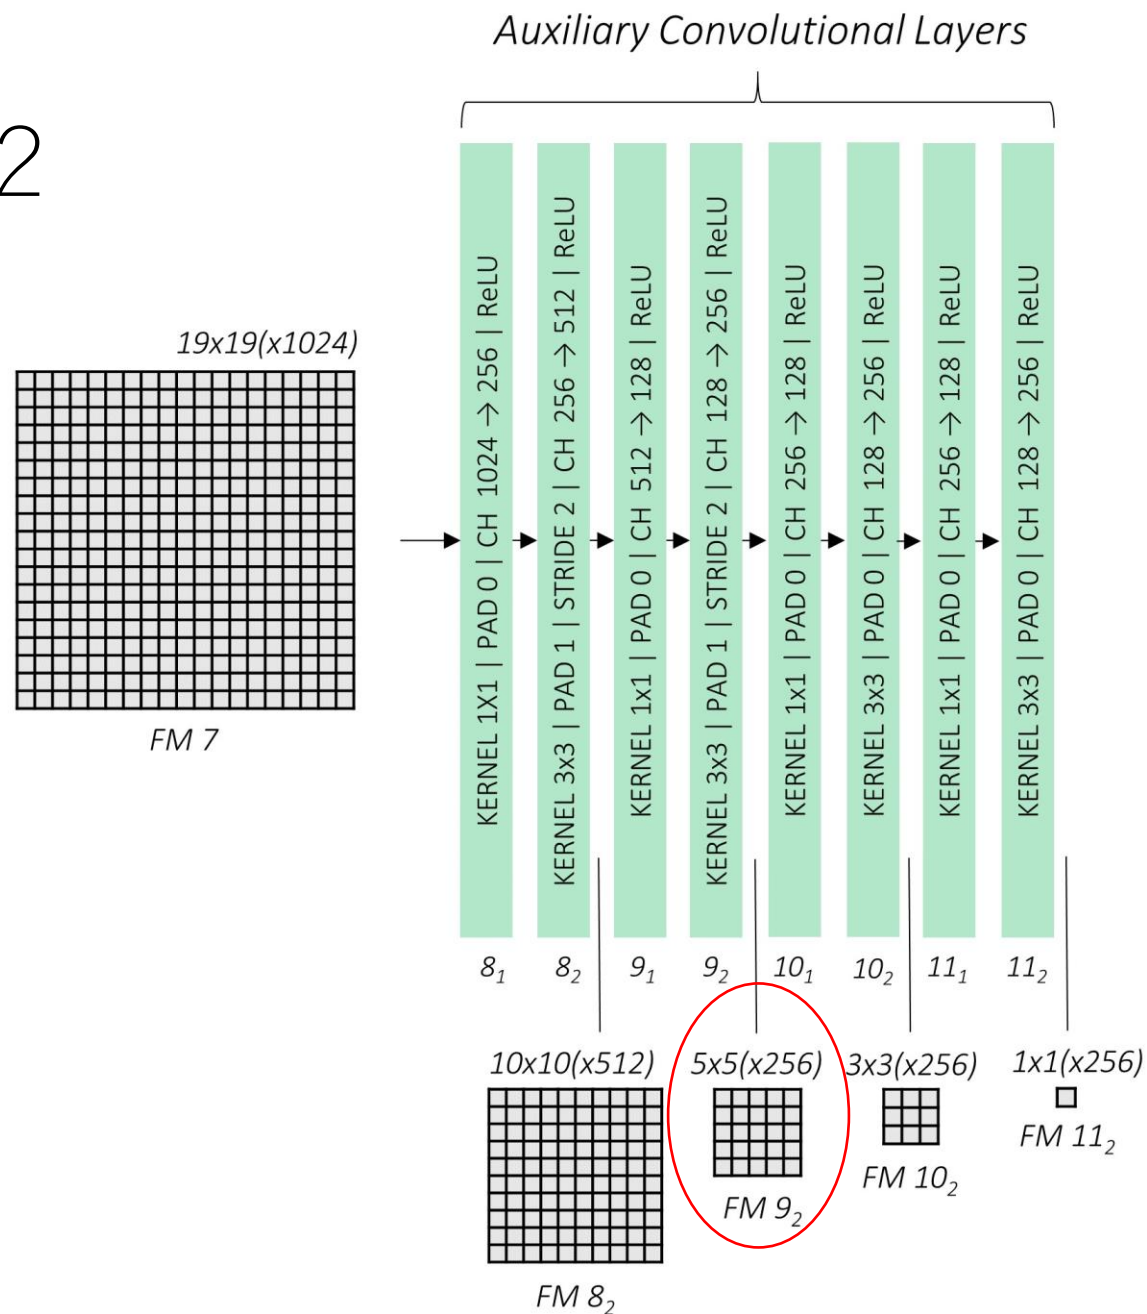 Auxiliary Convolutional Layers
2
19x19(x1024)
FM 7
KERNEL 1X1 | PAD 0 | CH 1024 → 256 | ReLU
KERNEL 3x3 | PAD 1 | STRIDE 2 | CH 256 → 512 | ReLU
KERNEL 1x1 | PAD 0 | CH 512 → 128 | ReLU
KERNEL 3x3 | PAD 1 | STRIDE 2 | CH 128 → 256 | ReLU
KERNEL 1x1 | PAD 0 | CH 256 → 128 | ReLU
KERNEL 3x3 | PAD 0 | CH 128 → 256 | ReLU
KERNEL 1x1 | PAD 0 | CH 256 → 128 | ReLU
KERNEL 3x3 | PAD 0 | CH 128 → 256 | ReLU
8₁ 8₂ 9₁ 9₂ 10₁ 10₂ 11₁ 11₂
10x10(x512) 5x5(x256) 3x3(x256) 1x1(x256)
FM 8₂
FM 9₂
FM 10₂
FM 11₂